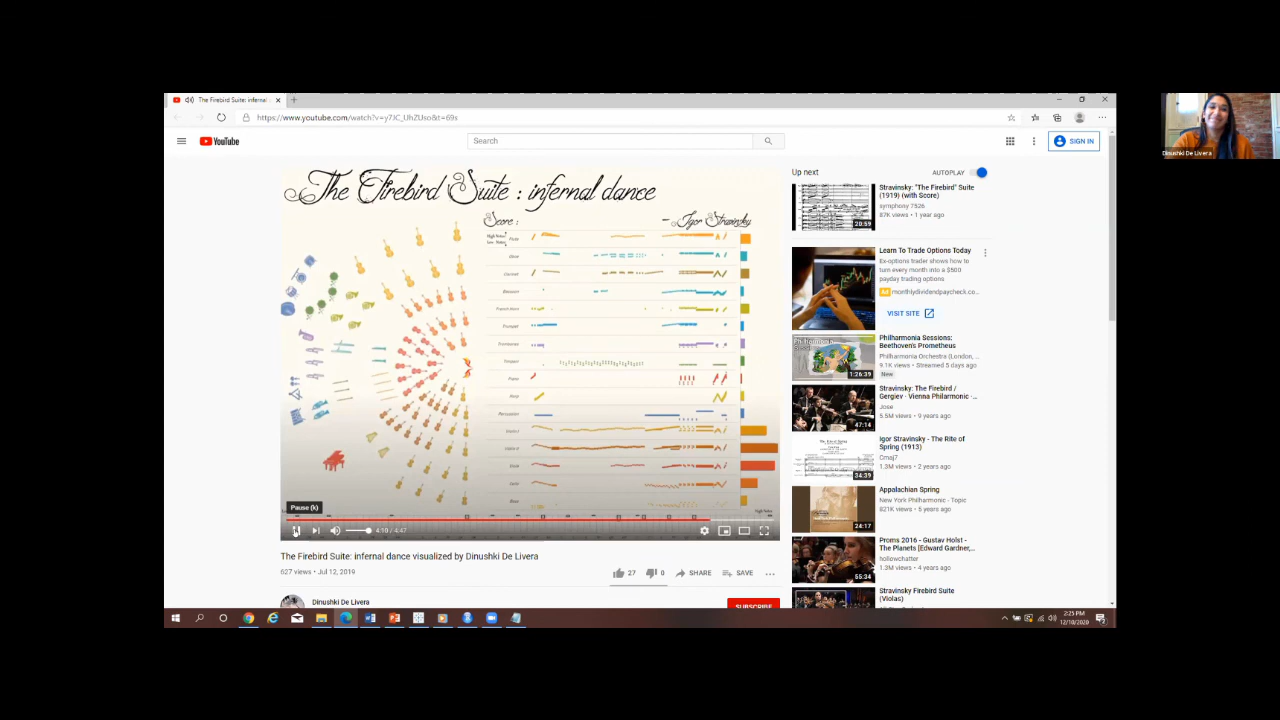 The Firebird Suite: infernal
https://www.youtube.com/watch?v=y7JC_UhZUso&t=69s
YouTube
Search
SIGN IN
The Firebird Suite : infernal dance
Score :
- Igor Stravinsky
High Notes
Low Notes
Flute
Oboe
Clarinet
Bassoon
French Horn
Trumpet
Trombones
Timpani
Piano
Harp
Percussion
Violin I
Violin II
Viola
Cello
Bass
Pause (k)
4:10 / 4:47
The Firebird Suite: infernal dance visualized by Dinushki De Livera
627 views • Jul 12, 2019
27
0
SHARE
SAVE
Dinushki De Livera
SUBSCRIBE
Up next
AUTOPLAY
Stravinsky: "The Firebird" Suite
(1919) (with Score)
symphony 7526
87K views • 1 year ago
20:59
Learn To Trade Options Today
Ex-options trader shows how to
turn every month into a $500
payday trading options
Ad monthlydividendpaycheck.co...
VISIT SITE
Philharmonia Sessions:
Beethoven's Prometheus
Philharmonia Orchestra (London, ...
9.1K views • Streamed 5 days ago
New
1:26:39
Stravinsky: The Firebird /
Gergiev · Vienna Philarmonic ·...
Jose
5.5M views • 9 years ago
47:14
Igor Stravinsky - The Rite of
Spring (1913)
Cmaj7
1.3M views • 2 years ago
34:39
Appalachian Spring
New York Philharmonic - Topic
821K views • 5 years ago
24:17
Proms 2016 - Gustav Holst -
The Planets [Edward Gardner,...
hollowchatter
1.3M views • 4 years ago
55:34
Stravinsky Firebird Suite
(Violas)
2:25 PM
12/10/2020
Dinushki De Livera